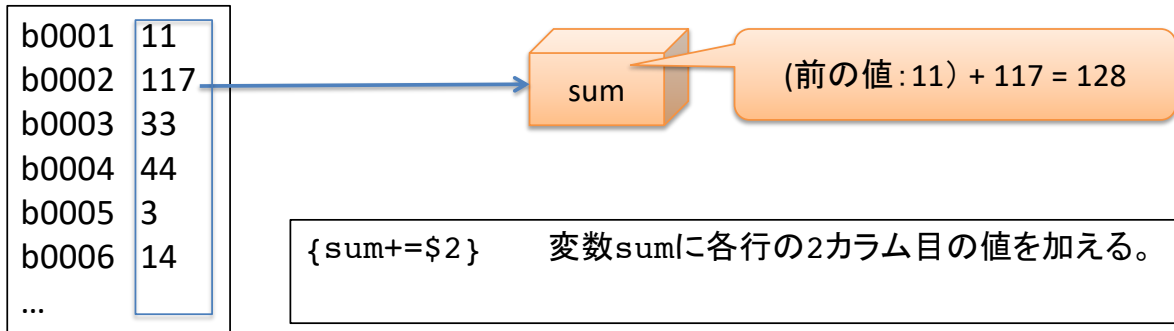 b0001 11
b0002 117
b0003 33
b0004 44
b0005 3
b0006 14
…
sum
(前の値：11）+ 117 = 128
{sum+=$2} 変数sumに各行の2カラム目の値を加える。